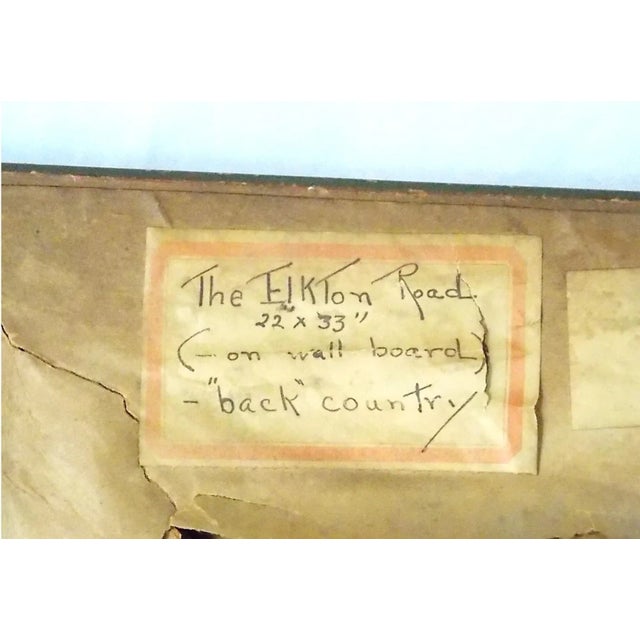 The Elkton Road
22" x 33"
(- on wall board)
- "back" country